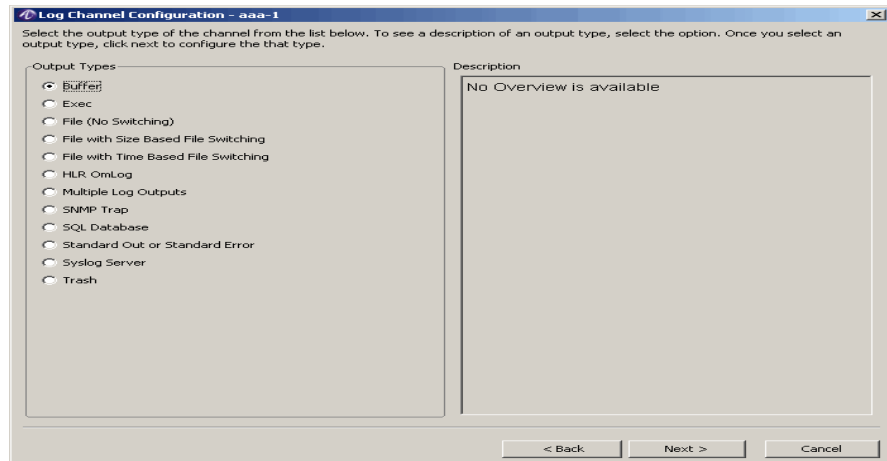 Log Channel Configuration - aaa-1
Select the output type of the channel from the list below. To see a description of an output type, select the option. Once you select an
output type, click next to configure the that type.
Output Types
Buffer
Exec
File (No Switching)
File with Size Based File Switching
File with Time Based File Switching
HLR OmLog
Multiple Log Outputs
SNMP Trap
SQL Database
Standard Out or Standard Error
Syslog Server
Trash
Description
No Overview is available
< Back
Next >
Cancel